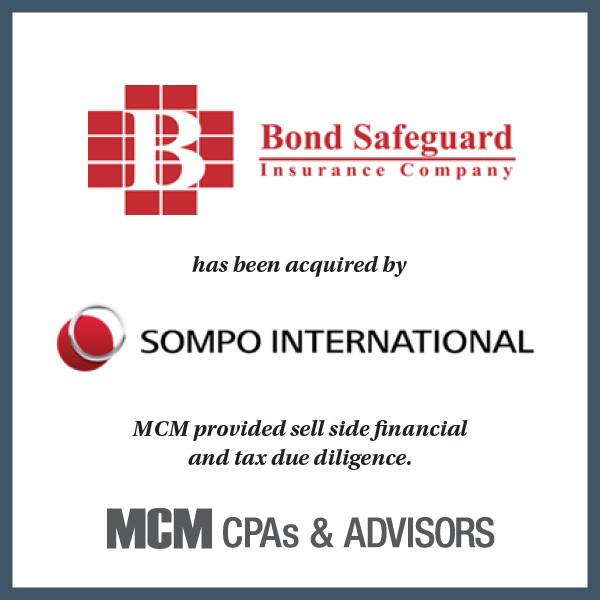 B
Bond Safeguard
Insurance Company
has been acquired by
SOMPO INTERNATIONAL
MCM provided sell side financial
and tax due diligence.
MCM CPAs & ADVISORS